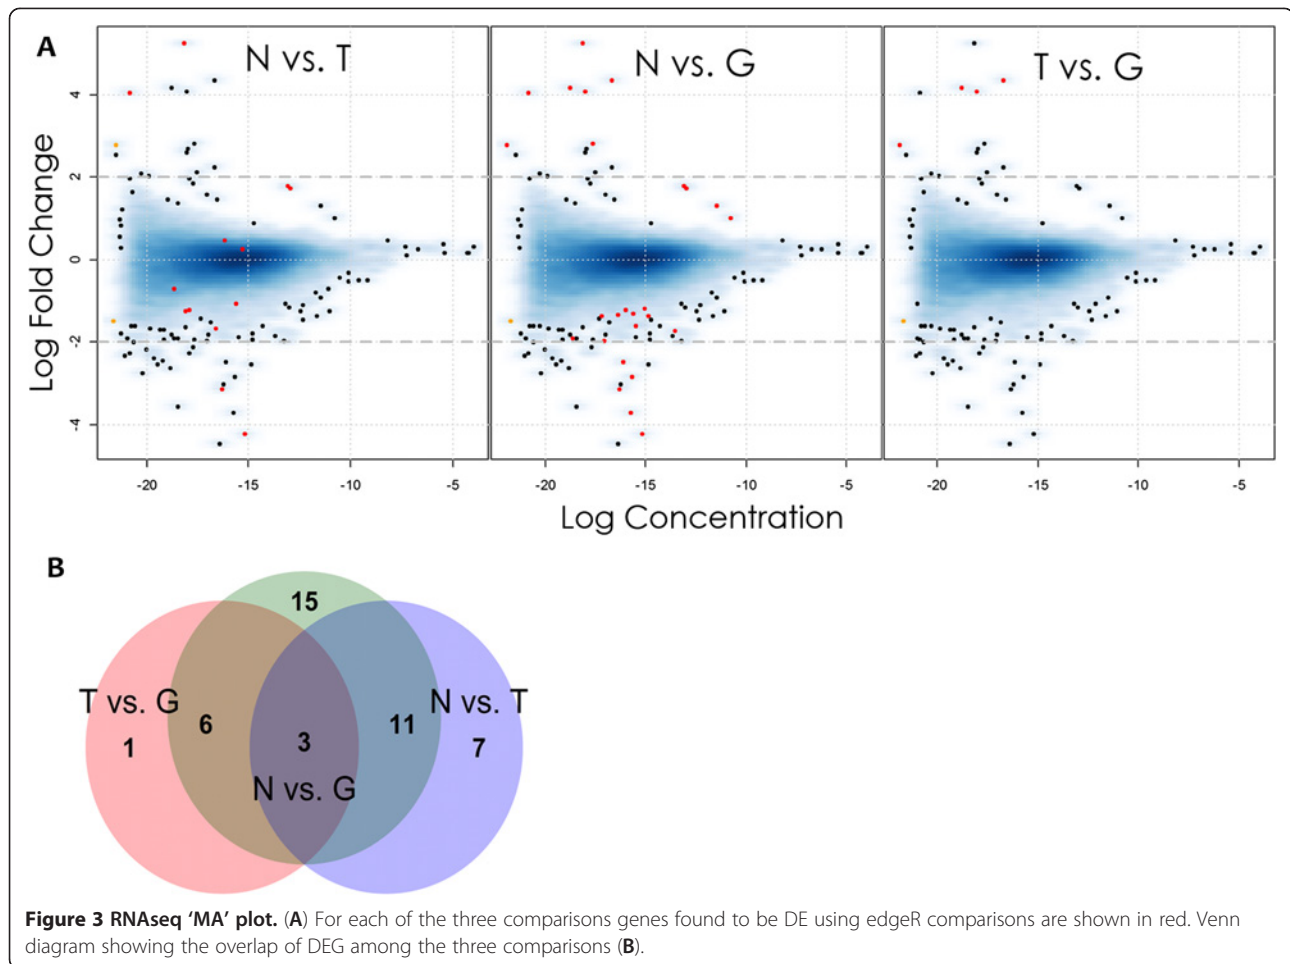 A
N vs. T
N vs. G
T vs. G
Log Fold Change
4
2
0
-2
-4
-20
-15
-10
-5
-20
-15
-10
-5
-20
-15
-10
-5
Log Concentration
B
15
T vs. G
N vs. T
6
3
11
1
7
N vs. G
Figure 3 RNAseq ‘MA’ plot. (A) For each of the three comparisons genes found to be DE using edgeR comparisons are shown in red. Venn
diagram showing the overlap of DEG among the three comparisons (B).